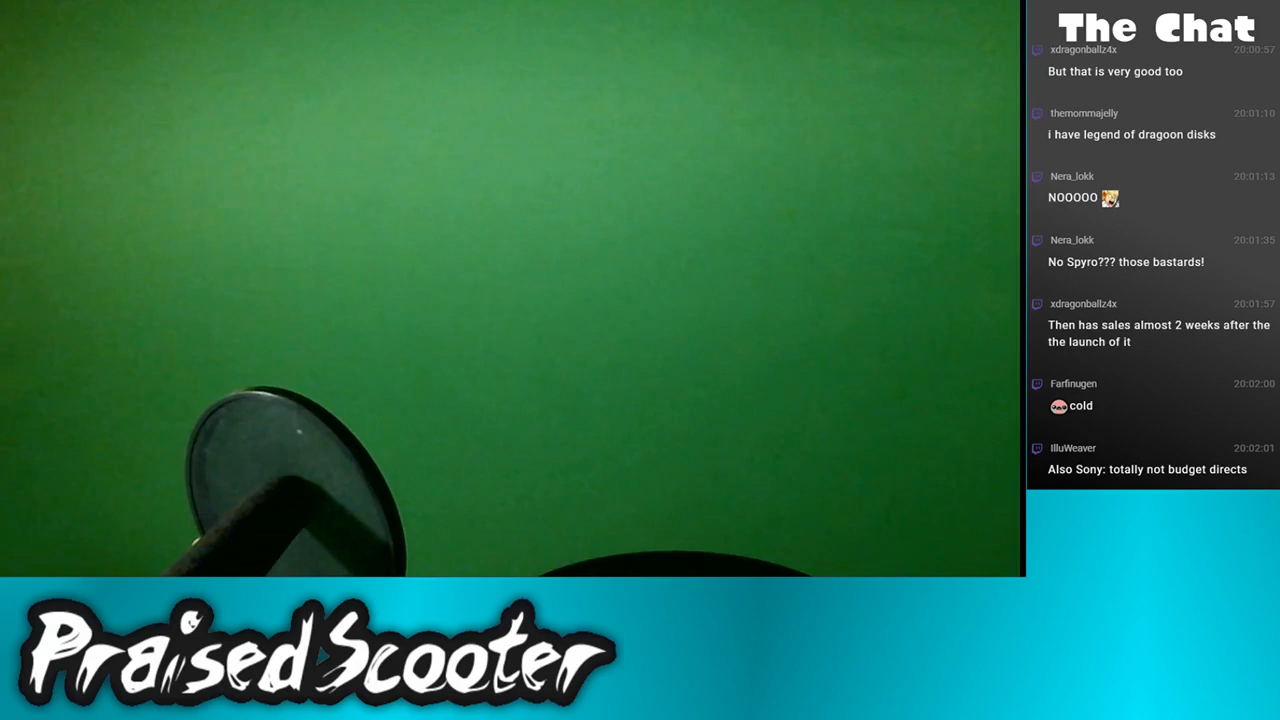 The Chat
xdragonballz4x 20:00:57
But that is very good too
themommajelly 20:01:10
i have legend of dragoon disks
Nera_lokk 20:01:13
NOOOOO
Nera_lokk 20:01:35
No Spyro??? those bastards!
xdragonballz4x 20:01:57
Then has sales almost 2 weeks after the
the launch of it
Farfinugen 20:02:00
cold
IlluWeaver 20:02:01
Also Sony: totally not budget directs
PraisedScooter